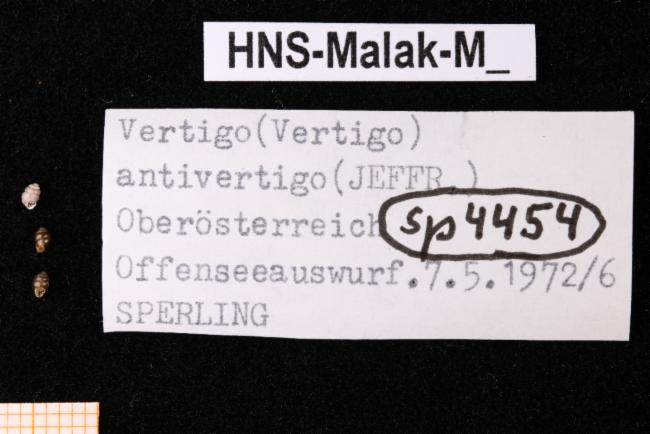 HNS-Malak-M_
Vertigo(Vertigo)
antivertigo(JEFFR.)
Oberösterreich sp4454
Offenseeauswurf.7.5.1972/6
SPERLING